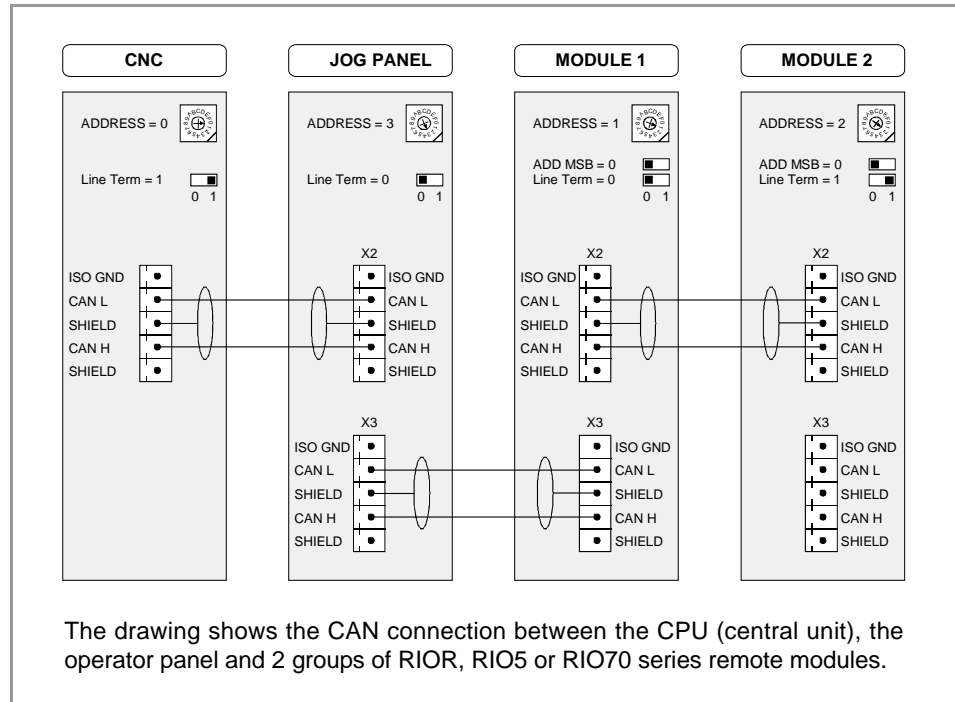 CNC
JOG PANEL
MODULE 1
MODULE 2
ADDRESS = 0
Line Term = 1
0 1
ISO GND
CAN L
SHIELD
CAN H
SHIELD
ADDRESS = 3
Line Term = 0
0 1
X2
ISO GND
CAN L
SHIELD
CAN H
SHIELD
X3
ISO GND
CAN L
SHIELD
CAN H
SHIELD
ADDRESS = 1
ADD MSB = 0
Line Term = 0
0 1
X2
ISO GND
CAN L
SHIELD
CAN H
SHIELD
X3
ISO GND
CAN L
SHIELD
CAN H
SHIELD
ADDRESS = 2
ADD MSB = 0
Line Term = 1
0 1
X2
ISO GND
CAN L
SHIELD
CAN H
SHIELD
X3
ISO GND
CAN L
SHIELD
CAN H
SHIELD
The drawing shows the CAN connection between the CPU (central unit), the
operator panel and 2 groups of RIOR, RIO5 or RIO70 series remote modules.